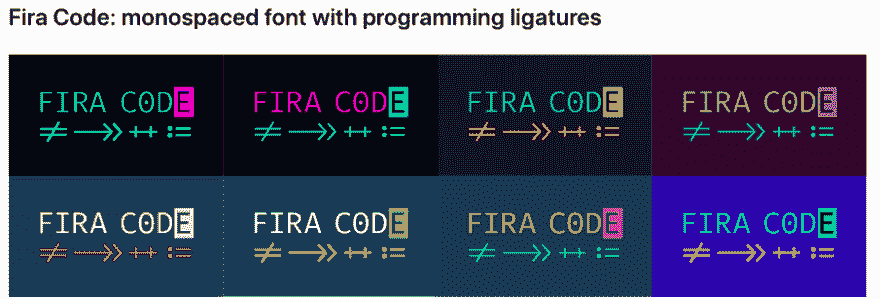 Fira Code: monospaced font with programming ligatures
FIRA C0DE FIRA C0DE FIRA C0DE FIRA C0DE
≠ ⟶» ++ := ≠ ⟶» ++ := ≠ ⟶» ++ := ≠ ⟶» ++ :=
FIRA C0DE FIRA C0DE FIRA C0DE FIRA C0DE
≠ ⟶» ++ := ≠ ⟶» ++ := ≠ ⟶» ++ := ≠ ⟶» ++ :=